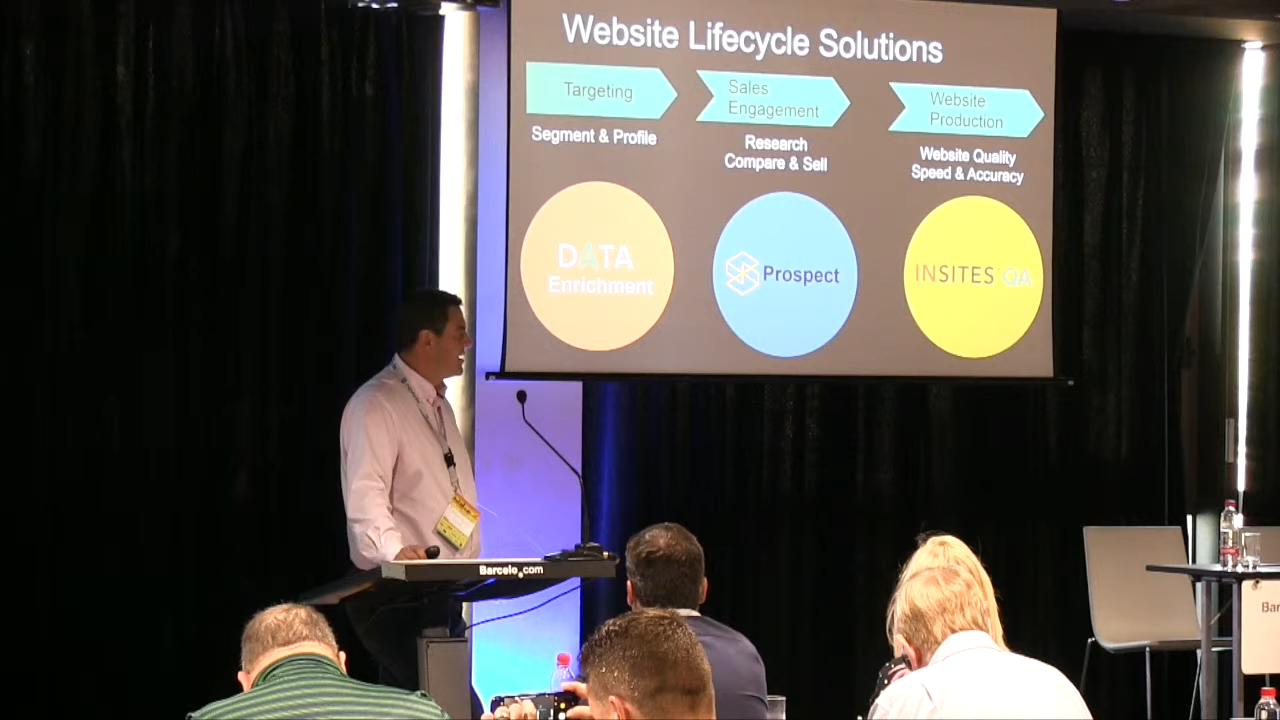 Website Lifecycle Solutions
Targeting
Segment & Profile
Sales
Engagement
Research
Compare & Sell
Website
Production
Website Quality
Speed & Accuracy
DATA
Enrichment
Prospect
INSITES QA
Barcelo.com
Bar